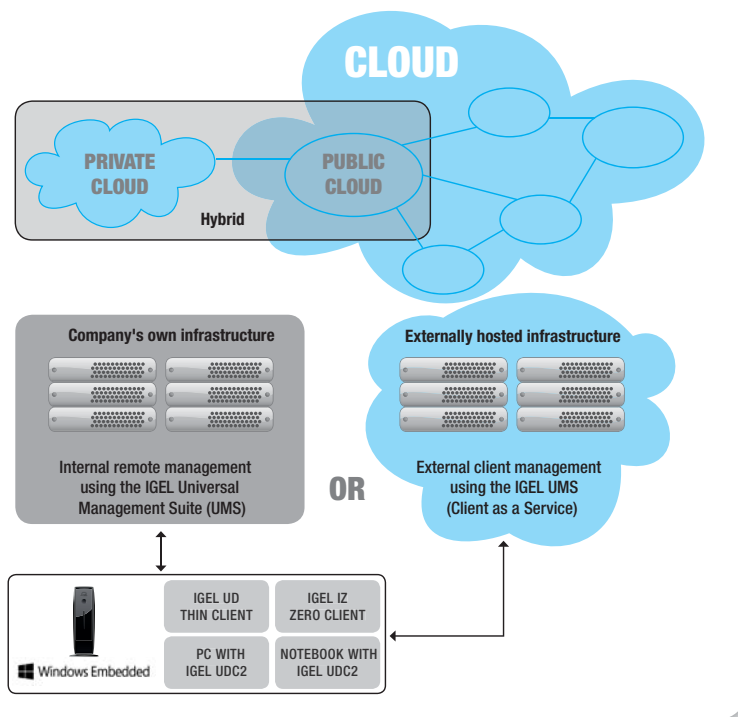 CLOUD
PRIVATE
CLOUD
PUBLIC
CLOUD
Hybrid
Company's own infrastructure
Internal remote management
using the IGEL Universal
Management Suite (UMS)
OR
Externally hosted infrastructure
External client management
using the IGEL UMS
(Client as a Service)
Windows Embedded
IGEL UD
THIN CLIENT
IGEL IZ
ZERO CLIENT
PC WITH
IGEL UDC2
NOTEBOOK WITH
IGEL UDC2